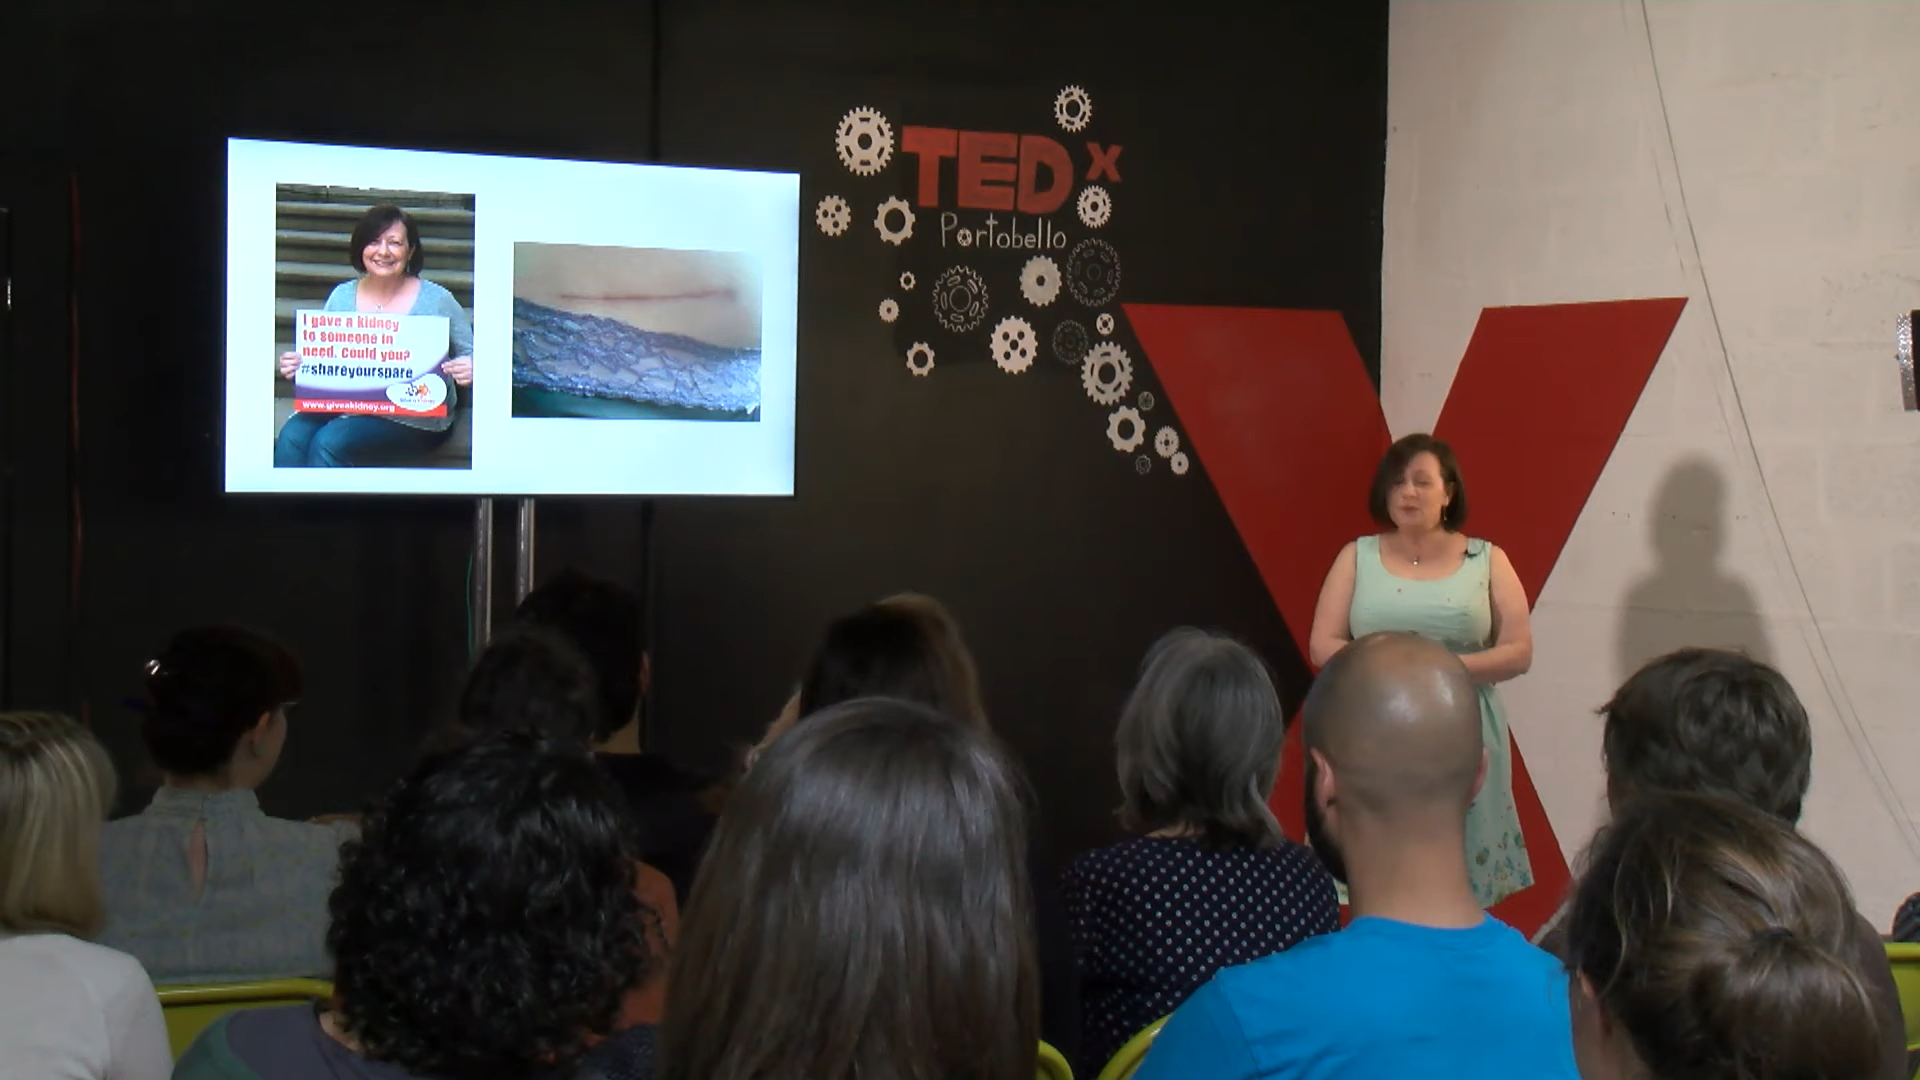 I gave a kidney
to someone in
need. Could you?
#shareyourspare
www.giveakidney.org
TEDx
Portobello